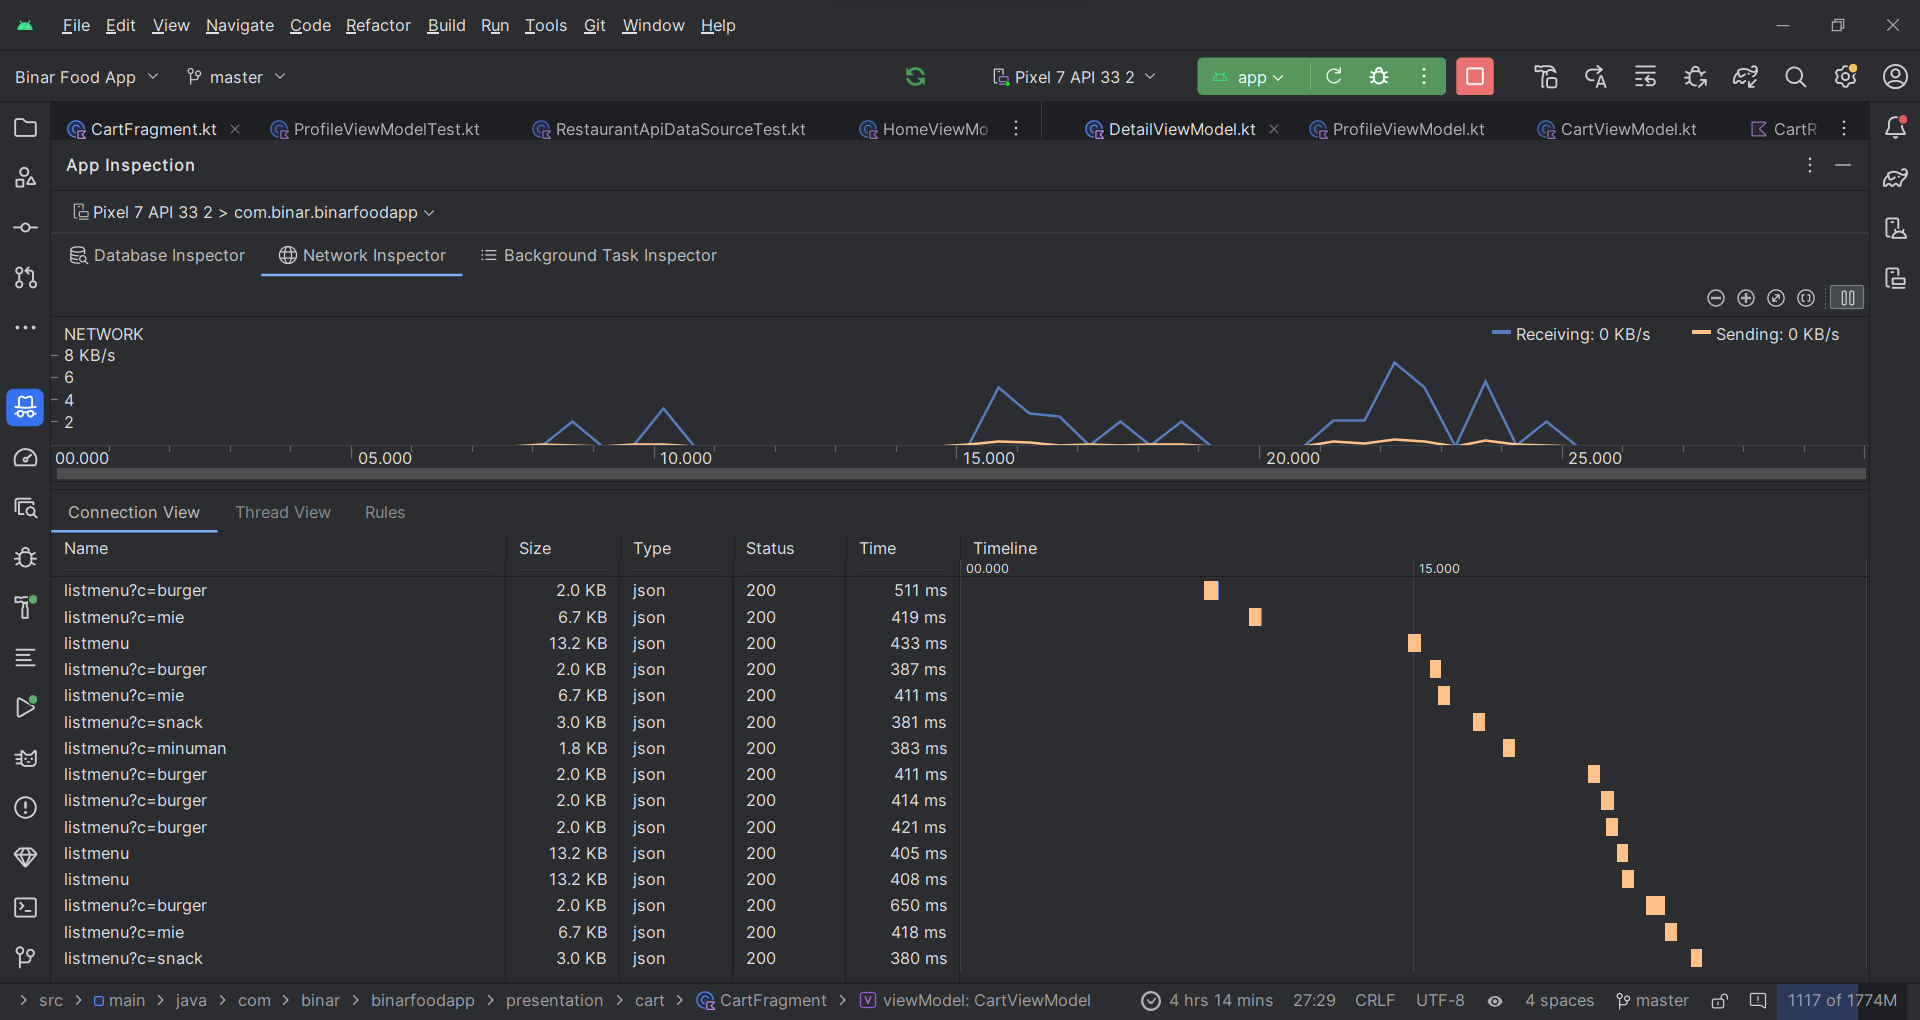 File Edit View Navigate Code Refactor Build Run Tools Git Window Help
Binar Food App master Pixel 7 API 33 2 app
CartFragment.kt ProfileViewModelTest.kt RestaurantApiDataSourceTest.kt HomeViewMo DetailViewModel.kt ProfileViewModel.kt CartViewModel.kt CartR
App Inspection
Pixel 7 API 33 2 > com.binar.binarfoodapp
Database Inspector Network Inspector Background Task Inspector
NETWORK Receiving: 0 KB/s Sending: 0 KB/s
8 KB/s
6
4
2
00.000 05.000 10.000 15.000 20.000 25.000
Connection View Thread View Rules
Name Size Type Status Time Timeline
00.000 15.000
listmenu?c=burger 2.0 KB json 200 511 ms
listmenu?c=mie 6.7 KB json 200 419 ms
listmenu 13.2 KB json 200 433 ms
listmenu?c=burger 2.0 KB json 200 387 ms
listmenu?c=mie 6.7 KB json 200 411 ms
listmenu?c=snack 3.0 KB json 200 381 ms
listmenu?c=minuman 1.8 KB json 200 383 ms
listmenu?c=burger 2.0 KB json 200 411 ms
listmenu?c=burger 2.0 KB json 200 414 ms
listmenu?c=burger 2.0 KB json 200 421 ms
listmenu 13.2 KB json 200 405 ms
listmenu 13.2 KB json 200 408 ms
listmenu?c=burger 2.0 KB json 200 650 ms
listmenu?c=mie 6.7 KB json 200 418 ms
listmenu?c=snack 3.0 KB json 200 380 ms
> src > main > java > com > binar > binarfoodapp > presentation > cart > CartFragment > viewModel: CartViewModel 4 hrs 14 mins 27:29 CRLF UTF-8 4 spaces master 1117 of 1774M